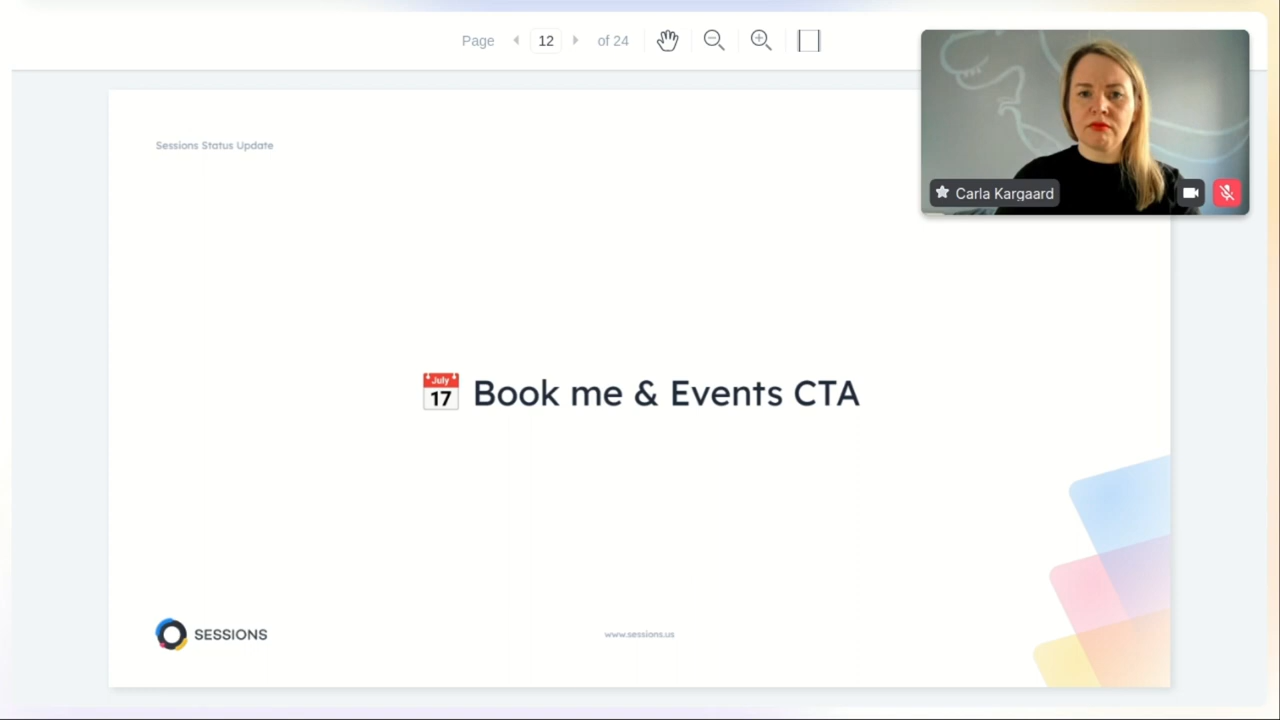 Page 12 of 24
Carla Kargaard
Sessions Status Update
July
17
Book me & Events CTA
SESSIONS
www.sessions.us